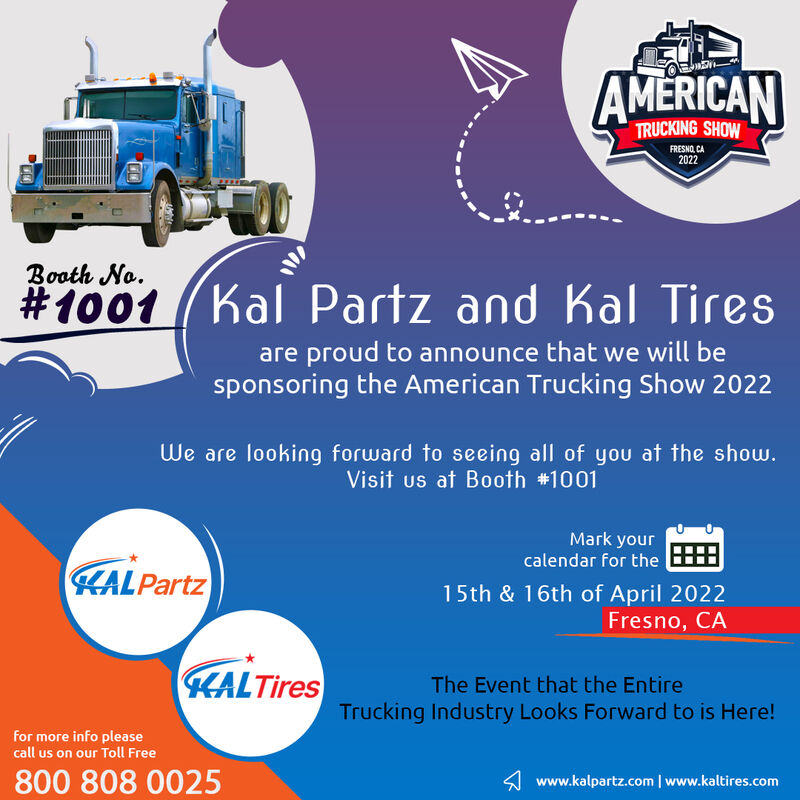 AMERICAN
TRUCKING SHOW
FRESNO, CA
2022
Booth No.
#1001
Kal Partz and Kal Tires
are proud to announce that we will be
sponsoring the American Trucking Show 2022
We are looking forward to seeing all of you at the show.
Visit us at Booth #1001
Mark your
calendar for the
15th & 16th of April 2022
Fresno, CA
KAL Partz
KAL Tires
The Event that the Entire
Trucking Industry Looks Forward to is Here!
for more info please
call us on our Toll Free
800 808 0025
www.kalpartz.com | www.kaltires.com